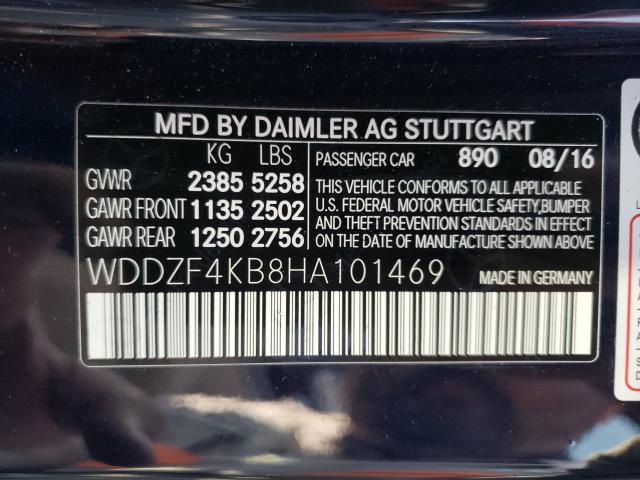 MFD BY DAIMLER AG STUTTGART
KG LBS
GVWR 2385 5258
GAWR FRONT 1135 2502
GAWR REAR 1250 2756
PASSENGER CAR 890 08/16
THIS VEHICLE CONFORMS TO ALL APPLICABLE
U.S. FEDERAL MOTOR VEHICLE SAFETY,BUMPER
AND THEFT PREVENTION STANDARDS IN EFFECT
ON THE DATE OF MANUFACTURE SHOWN ABOVE.
WDDZF4KB8HA101469 MADE IN GERMANY